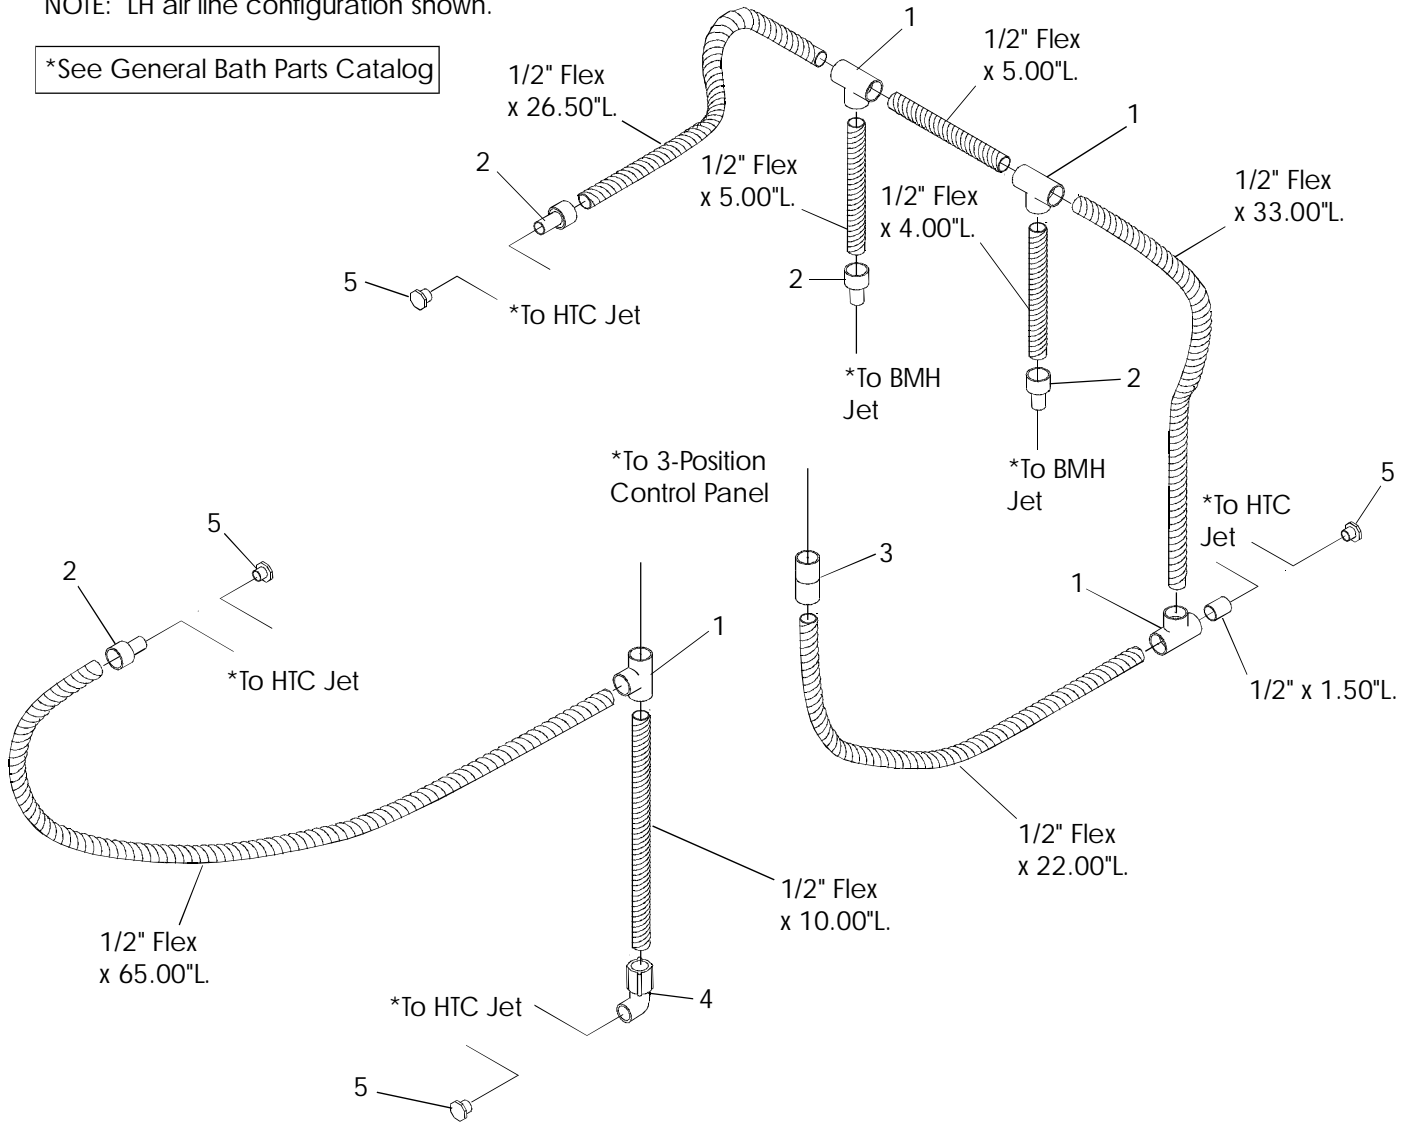 NOTE: LH air line configuration shown.
*See General Bath Parts Catalog
1
1/2" Flex
x 5.00"L.
1/2" Flex
x 26.50"L.
1
2
1/2" Flex
x 5.00"L.
1/2" Flex
x 4.00"L.
1/2" Flex
x 33.00"L.
5
2
*To HTC Jet
*To BMH
Jet
2
*To 3-Position
Control Panel
*To BMH
Jet
*To HTC
Jet
5
5
2
3
1
1
*To HTC Jet
1/2" x 1.50"L.
1/2" Flex
x 22.00"L.
1/2" Flex
x 10.00"L.
1/2" Flex
x 65.00"L.
*To HTC Jet
4
5